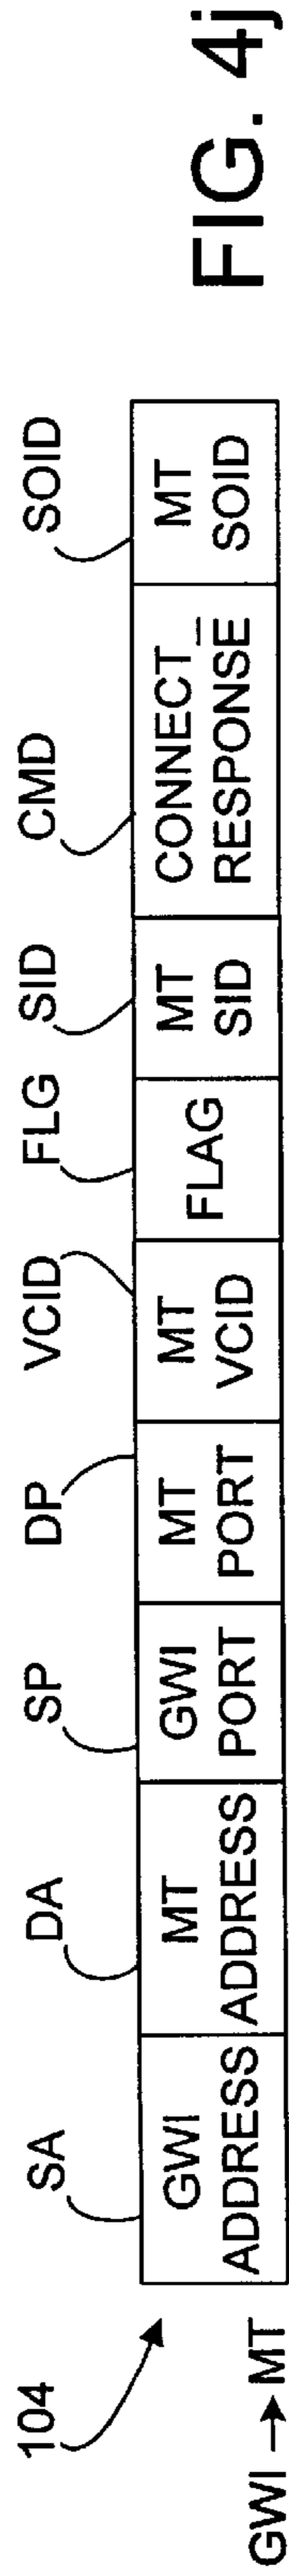 104
SA
DA
SP
DP
VCID
FLG
SID
CMD
SOID
GWI
ADDRESS
MT
ADDRESS
GWI
PORT
MT
PORT
MT
VCID
FLAG
MT
SID
CONNECT_
RESPONSE
MT
SOID
GWI → MT
FIG. 4j